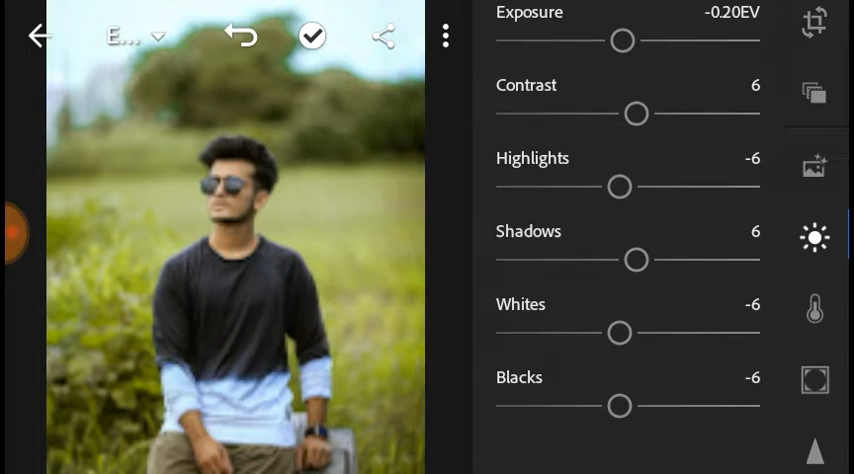 E...
Exposure -0.20EV
Contrast 6
Highlights -6
Shadows 6
Whites -6
Blacks -6